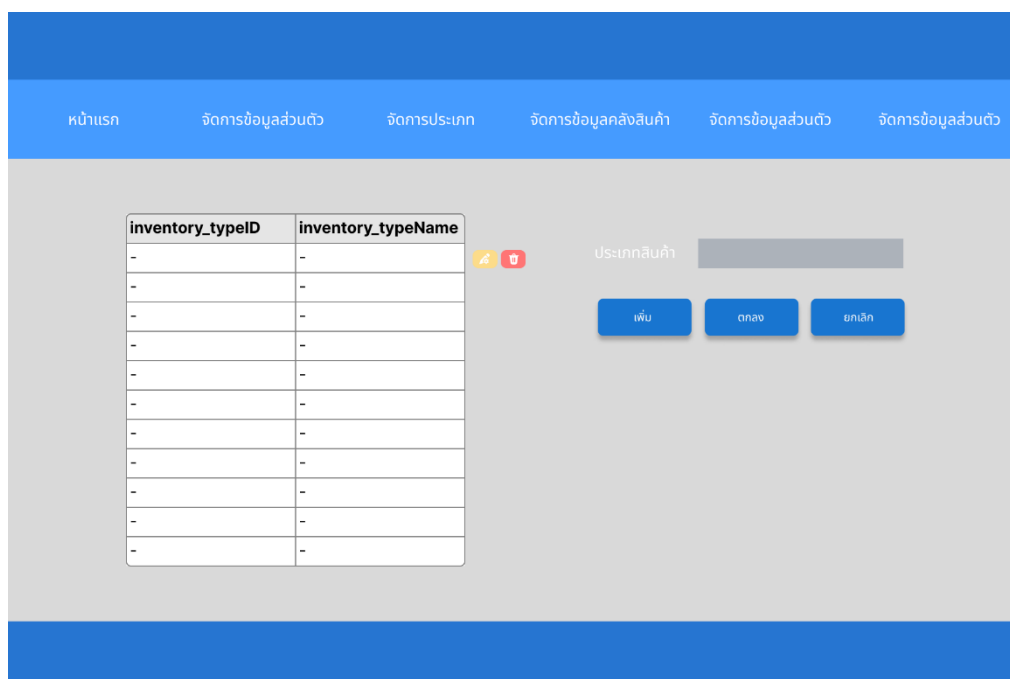 หน้าแรก จัดการข้อมูลส่วนตัว จัดการประเภท จัดการข้อมูลคลังสินค้า จัดการข้อมูลส่วนตัว จัดการข้อมูลส่วนตัว
inventory_typeID inventory_typeName
- -
- -
- -
- -
- -
- -
- -
- -
- -
- -
- -
ประเภทสินค้า
เพิ่ม ตกลง ยกเลิก